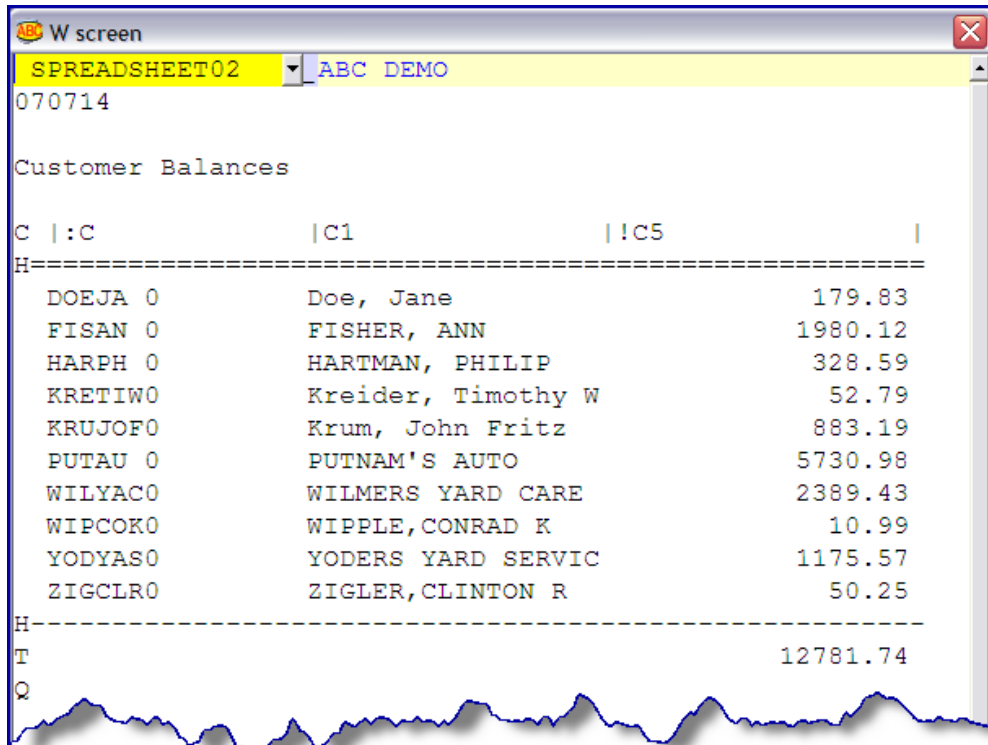 ABC W screen
SPREADSHEET02 _ABC DEMO
070714
Customer Balances
C |:C |C1 |!C5 |
H=======================================================
DOEJA 0 Doe, Jane 179.83
FISAN 0 FISHER, ANN 1980.12
HARPH 0 HARTMAN, PHILIP 328.59
KRETIW0 Kreider, Timothy W 52.79
KRUJOF0 Krum, John Fritz 883.19
PUTAU 0 PUTNAM'S AUTO 5730.98
WILYAC0 WILMERS YARD CARE 2389.43
WIPCOK0 WIPPLE,CONRAD K 10.99
YODYAS0 YODERS YARD SERVIC 1175.57
ZIGCLR0 ZIGLER,CLINTON R 50.25
H-------------------------------------------------------
T 12781.74
Q